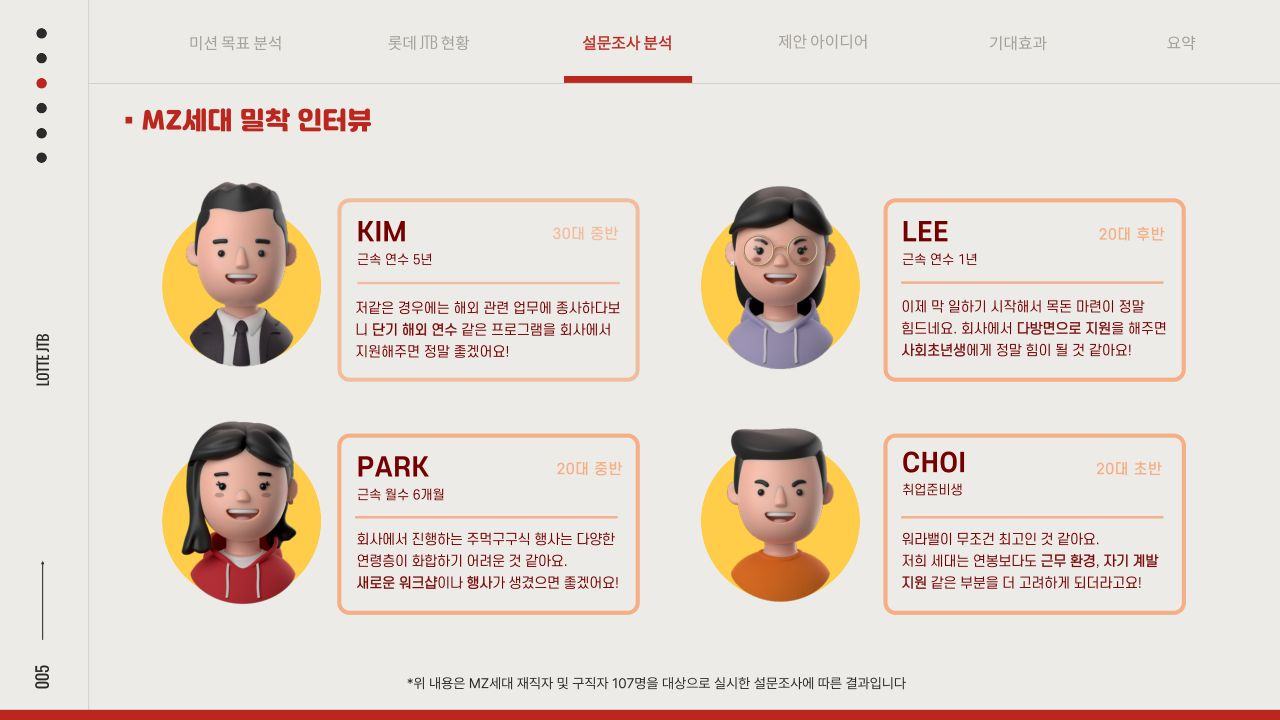 미션 목표 분석
롯데 JTB 현황
설문조사 분석
제안 아이디어
기대효과
요약
▪ MZ세대 밀착 인터뷰
KIM
30대 중반
근속 연수 5년
저같은 경우에는 해외 관련 업무에 종사하다보
니 단기 해외 연수 같은 프로그램을 회사에서
지원해주면 정말 좋겠어요!
LEE
20대 후반
근속 연수 1년
이제 막 일하기 시작해서 목돈 마련이 정말
힘드네요. 회사에서 다방면으로 지원을 해주면
사회초년생에게 정말 힘이 될 것 같아요!
PARK
20대 중반
근속 월수 6개월
회사에서 진행하는 주먹구구식 행사는 다양한
연령층이 화합하기 어려운 것 같아요.
새로운 워크샵이나 행사가 생겼으면 좋겠어요!
CHOI
20대 초반
취업준비생
워라밸이 무조건 최고인 것 같아요.
저희 세대는 연봉보다도 근무 환경, 자기 계발
지원 같은 부분을 더 고려하게 되더라고요!
LOTTE JTB
005
*위 내용은 MZ세대 재직자 및 구직자 107명을 대상으로 실시한 설문조사에 따른 결과입니다